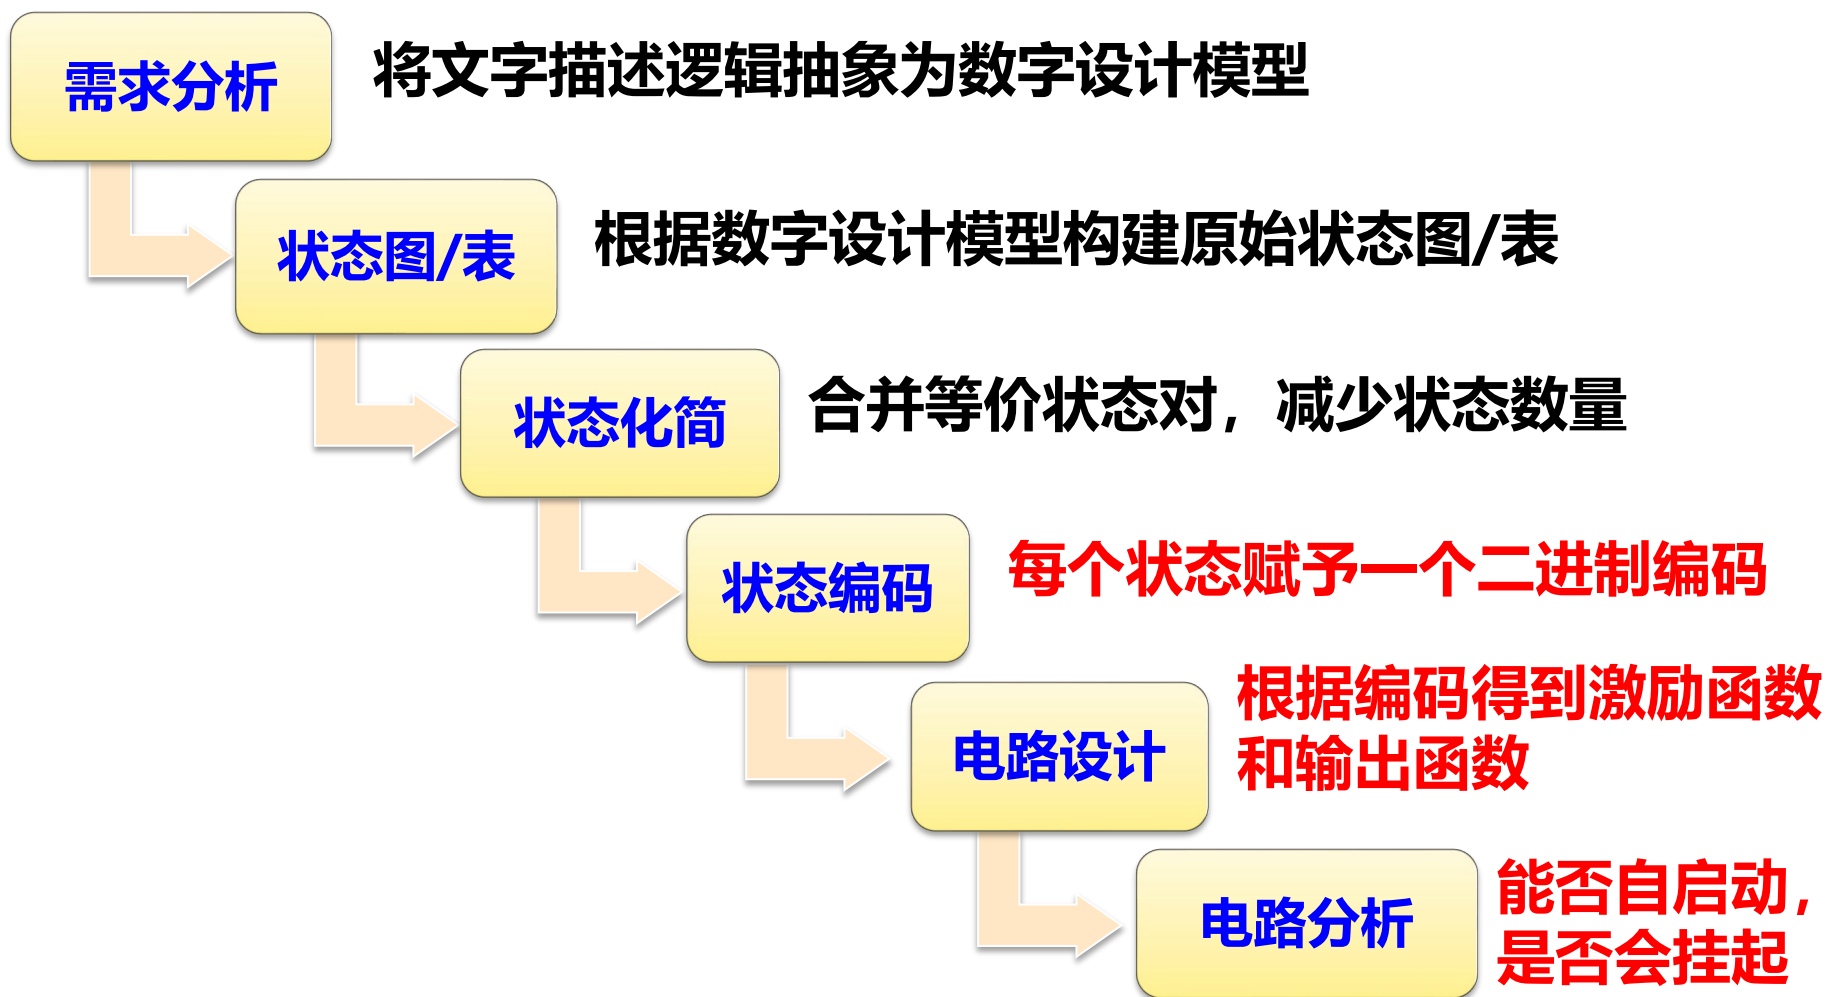 需求分析
将文字描述逻辑抽象为数字设计模型
状态图/表
根据数字设计模型构建原始状态图/表
状态化简
合并等价状态对，减少状态数量
状态编码
每个状态赋予一个二进制编码
电路设计
根据编码得到激励函数
和输出函数
电路分析
能否自启动，
是否会挂起